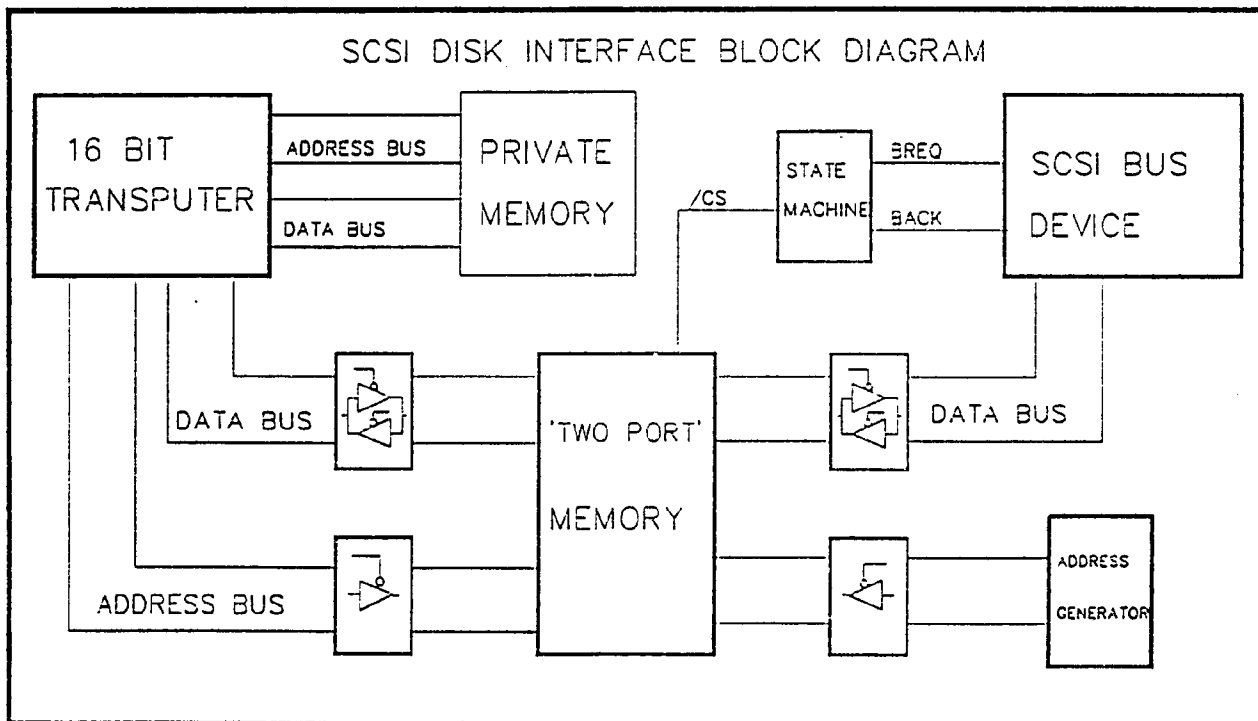 SCSI DISK INTERFACE BLOCK DIAGRAM
16 BIT
TRANSPUTER
ADDRESS BUS
DATA BUS
PRIVATE
MEMORY
/CS
STATE
MACHINE
BREQ
BACK
SCSI BUS
DEVICE
DATA BUS
'TWO PORT'
MEMORY
DATA BUS
ADDRESS BUS
ADDRESS
GENERATOR